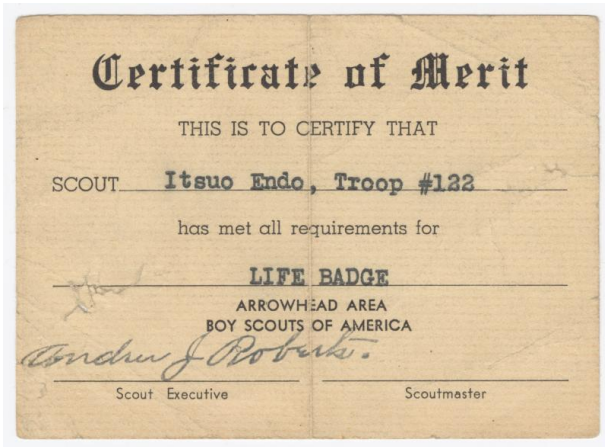 Certificate of Merit
THIS IS TO CERTIFY THAT
SCOUT Itsuo Endo, Troop #122
has met all requirements for
LIFE BADGE
ARROWHEAD AREA
BOY SCOUTS OF AMERICA
Andrew J Roberts.
Scout Executive Scoutmaster